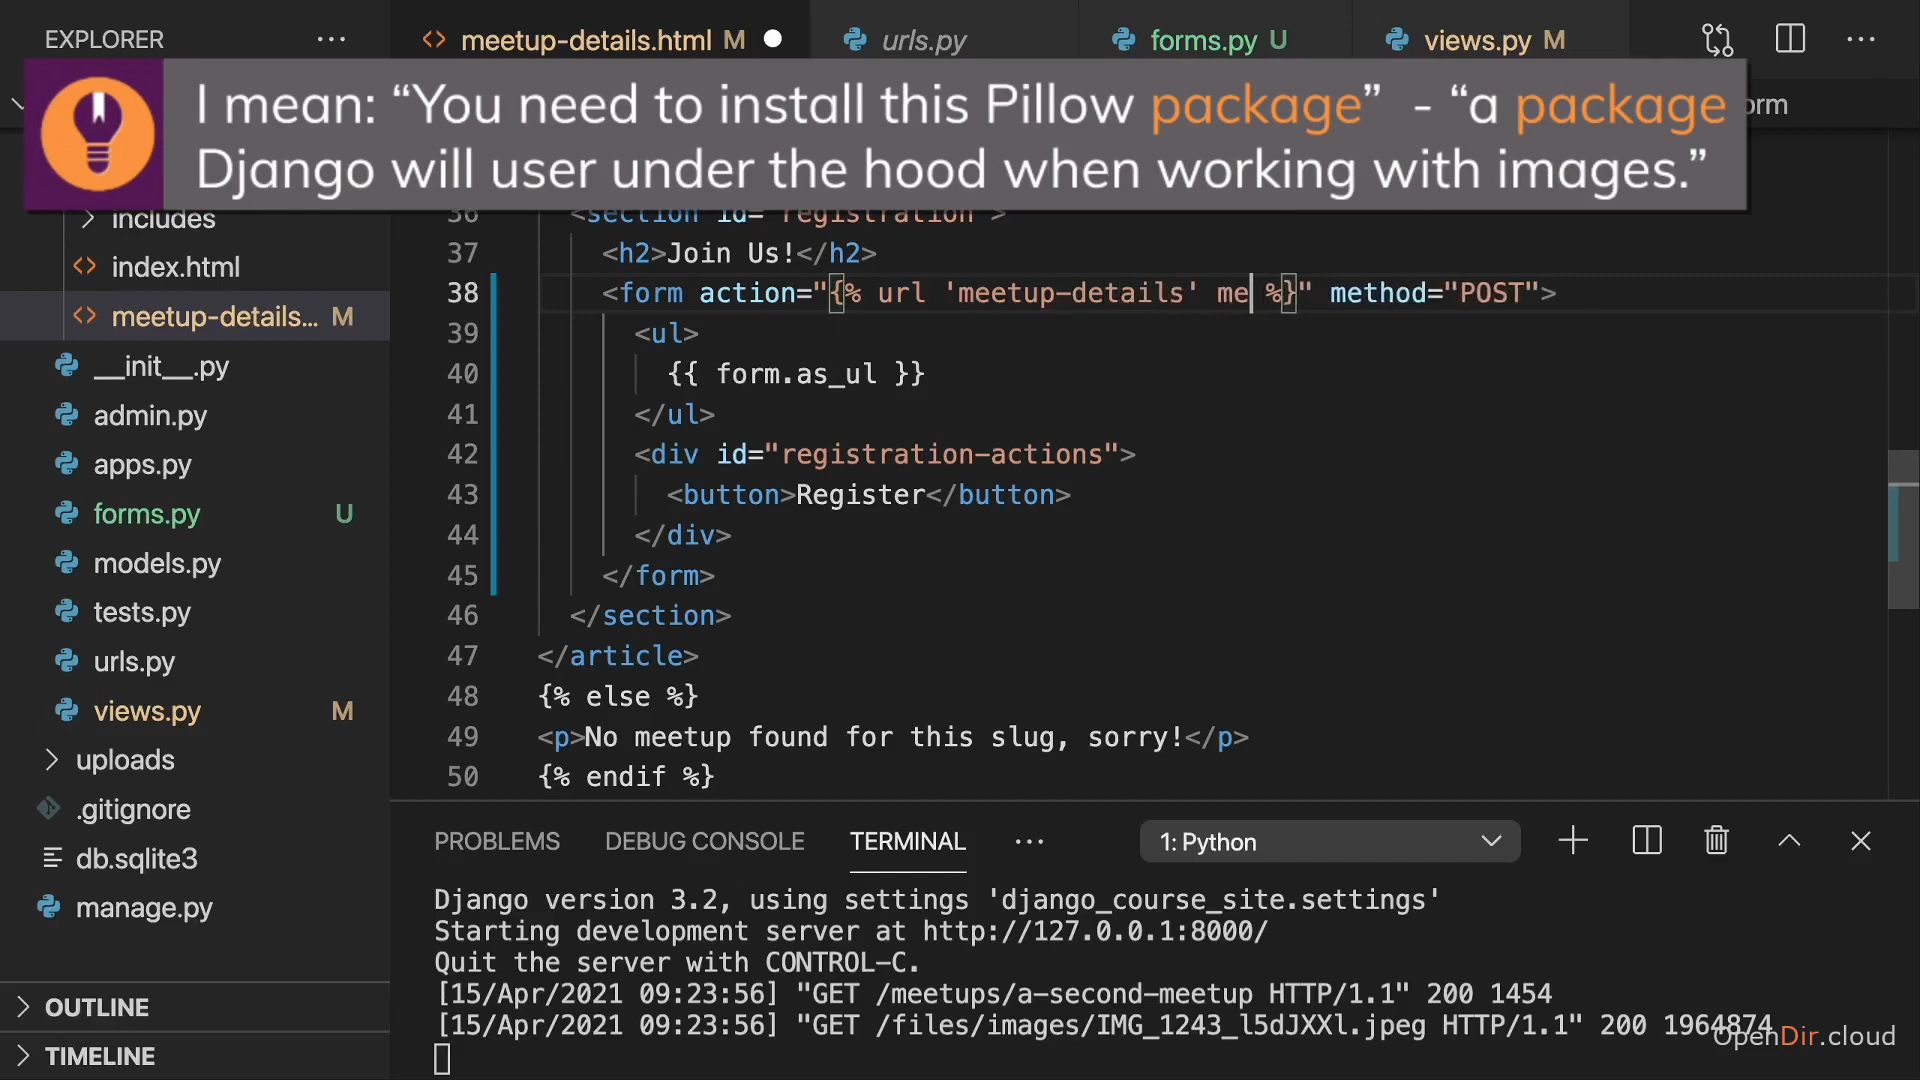 EXPLORER ···
meetup-details.html M
urls.py
forms.py U
views.py M
I mean: “You need to install this Pillow package” - “a package
Django will user under the hood when working with images.”
orm
includes
index.html
meetup-details... M
__init__.py
admin.py
apps.py
forms.py U
models.py
tests.py
urls.py
views.py M
uploads
.gitignore
db.sqlite3
manage.py
OUTLINE
TIMELINE
36 <section id="registration">
37 <h2>Join Us!</h2>
38 <form action="{% url 'meetup-details' me %}" method="POST">
39 <ul>
40 {{ form.as_ul }}
41 </ul>
42 <div id="registration-actions">
43 <button>Register</button>
44 </div>
45 </form>
46 </section>
47 </article>
48 {% else %}
49 <p>No meetup found for this slug, sorry!</p>
50 {% endif %}
PROBLEMS DEBUG CONSOLE TERMINAL ··· 1: Python
Django version 3.2, using settings 'django_course_site.settings'
Starting development server at http://127.0.0.1:8000/
Quit the server with CONTROL-C.
[15/Apr/2021 09:23:56] "GET /meetups/a-second-meetup HTTP/1.1" 200 1454
[15/Apr/2021 09:23:56] "GET /files/images/IMG_1243_l5dJXXl.jpeg HTTP/1.1" 200 1964874
OpenDir.cloud